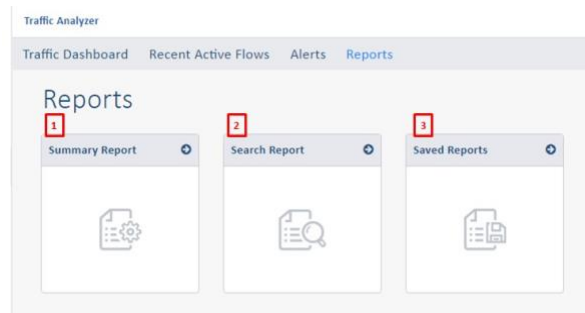 Traffic Analyzer
Traffic Dashboard Recent Active Flows Alerts Reports
Reports
1 2 3
Summary Report Search Report Saved Reports